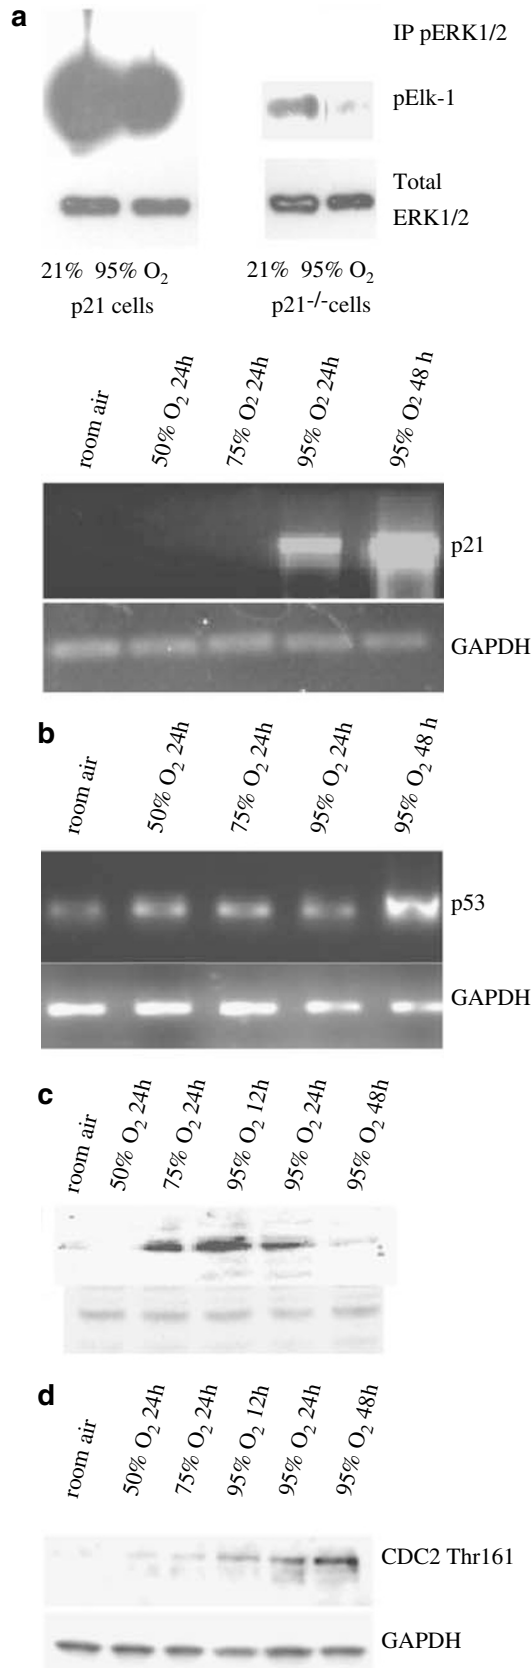 a
IP pERK1/2
pElk-1
Total
ERK1/2
21% 95% O2 21% 95% O2
p21 cells p21-/-cells
room air 50% O2 24h 75% O2 24h 95% O2 24h 95% O2 48 h
p21
GAPDH
b
room air 50% O2 24h 75% O2 24h 95% O2 24h 95% O2 48 h
p53
GAPDH
c
room air 50% O2 24h 75% O2 24h 95% O2 12h 95% O2 24h 95% O2 48h
d
room air 50% O2 24h 75% O2 24h 95% O2 12h 95% O2 24h 95% O2 48h
CDC2 Thr161
GAPDH